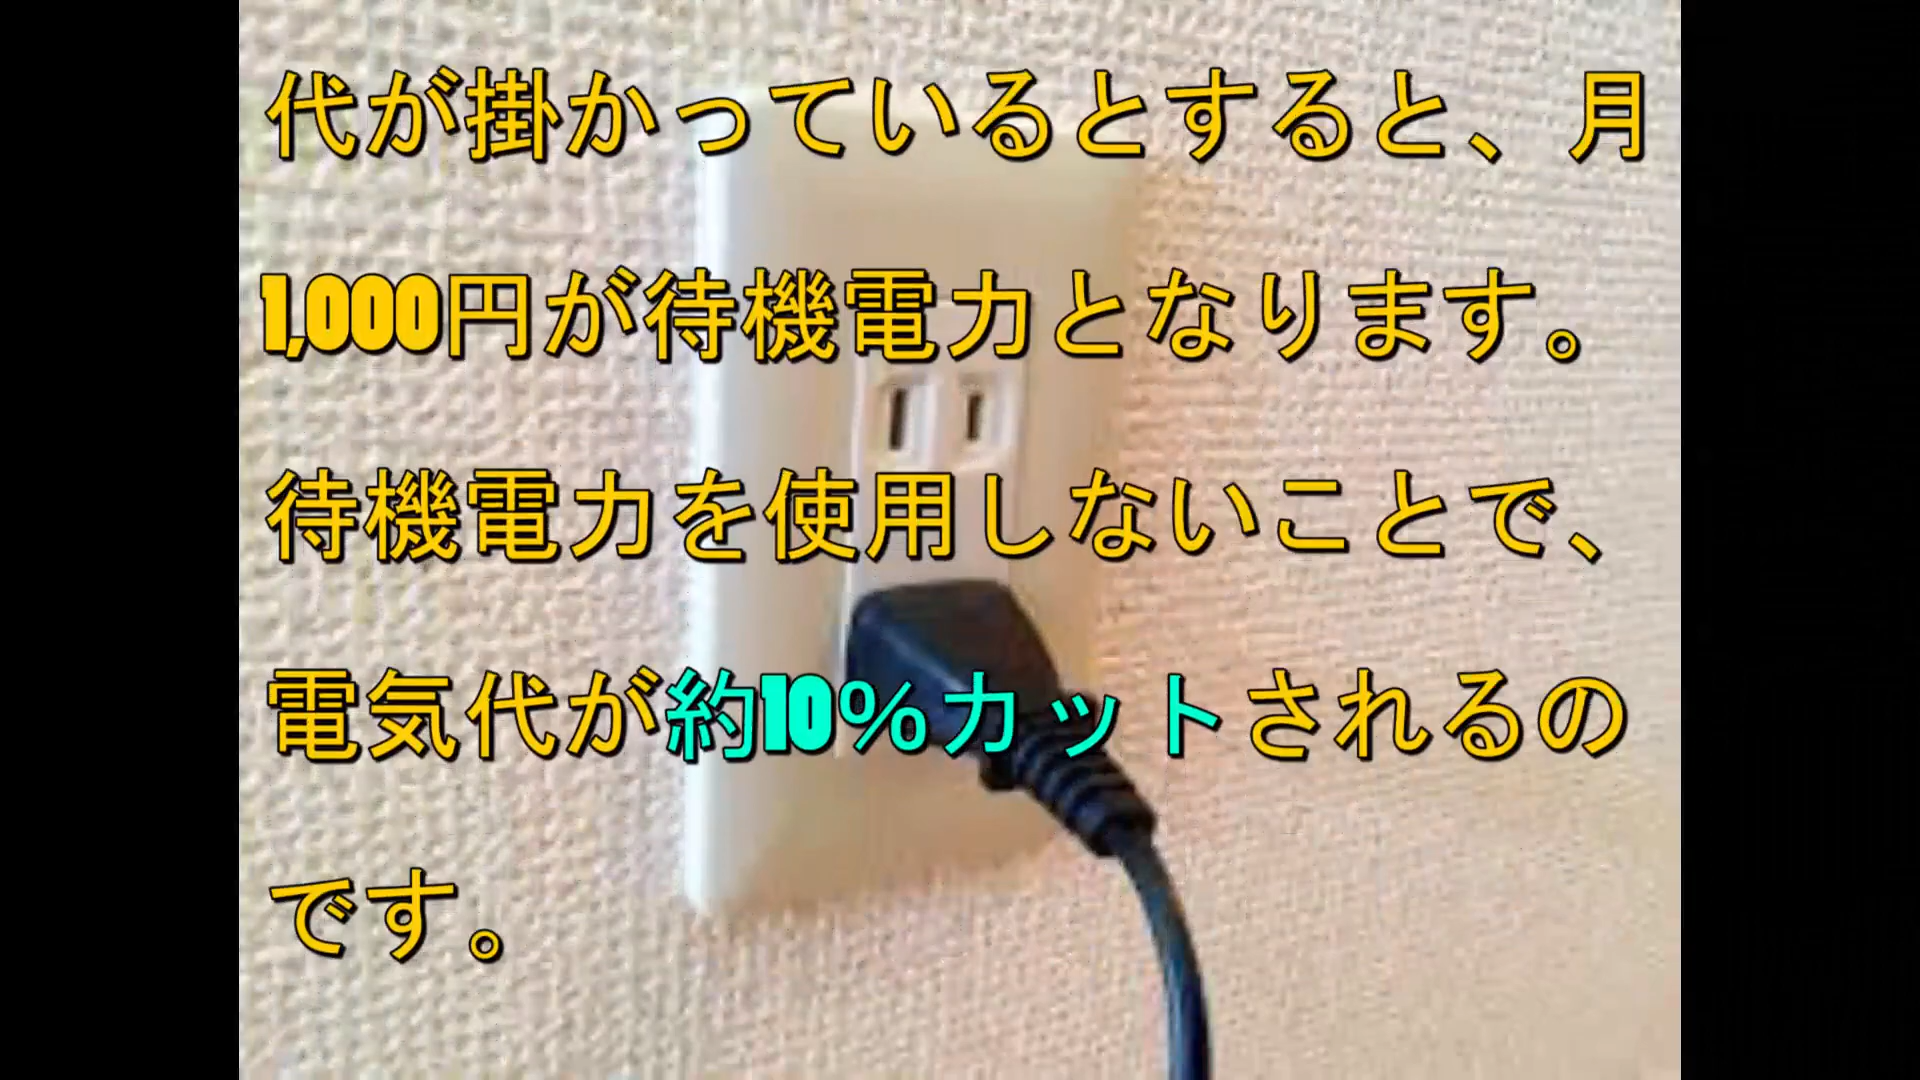 代が掛かっているとすると、月
1,000円が待機電力となります。
待機電力を使用しないことで、
電気代が約10%カットされるの
です。